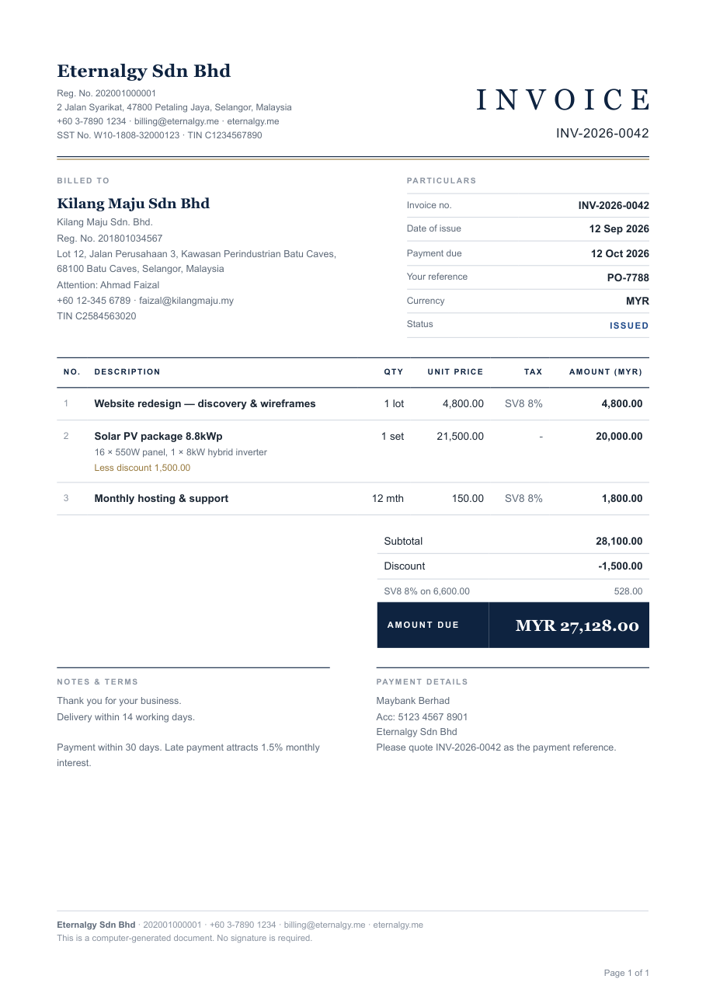 Eternalgy Sdn Bhd
Reg. No. 202001000001
2 Jalan Syarikat, 47800 Petaling Jaya, Selangor, Malaysia
+60 3-7890 1234 · billing@eternalgy.me · eternalgy.me
SST No. W10-1808-32000123 · TIN C1234567890
INVOICE
INV-2026-0042
BILLED TO
Kilang Maju Sdn Bhd
Kilang Maju Sdn. Bhd.
Reg. No. 201801034567
Lot 12, Jalan Perusahaan 3, Kawasan Perindustrian Batu Caves,
68100 Batu Caves, Selangor, Malaysia
Attention: Ahmad Faizal
+60 12-345 6789 · faizal@kilangmaju.my
TIN C2584563020
PARTICULARS
Invoice no. INV-2026-0042
Date of issue 12 Sep 2026
Payment due 12 Oct 2026
Your reference PO-7788
Currency MYR
Status ISSUED
NO. DESCRIPTION QTY UNIT PRICE TAX AMOUNT (MYR)
1 Website redesign — discovery & wireframes 1 lot 4,800.00 SV8 8% 4,800.00
2 Solar PV package 8.8kWp 1 set 21,500.00 - 20,000.00
16 × 550W panel, 1 × 8kW hybrid inverter
Less discount 1,500.00
3 Monthly hosting & support 12 mth 150.00 SV8 8% 1,800.00
Subtotal 28,100.00
Discount -1,500.00
SV8 8% on 6,600.00 528.00
AMOUNT DUE MYR 27,128.00
NOTES & TERMS
Thank you for your business.
Delivery within 14 working days.
Payment within 30 days. Late payment attracts 1.5% monthly
interest.
PAYMENT DETAILS
Maybank Berhad
Acc: 5123 4567 8901
Eternalgy Sdn Bhd
Please quote INV-2026-0042 as the payment reference.
Eternalgy Sdn Bhd · 202001000001 · +60 3-7890 1234 · billing@eternalgy.me · eternalgy.me
This is a computer-generated document. No signature is required.
Page 1 of 1